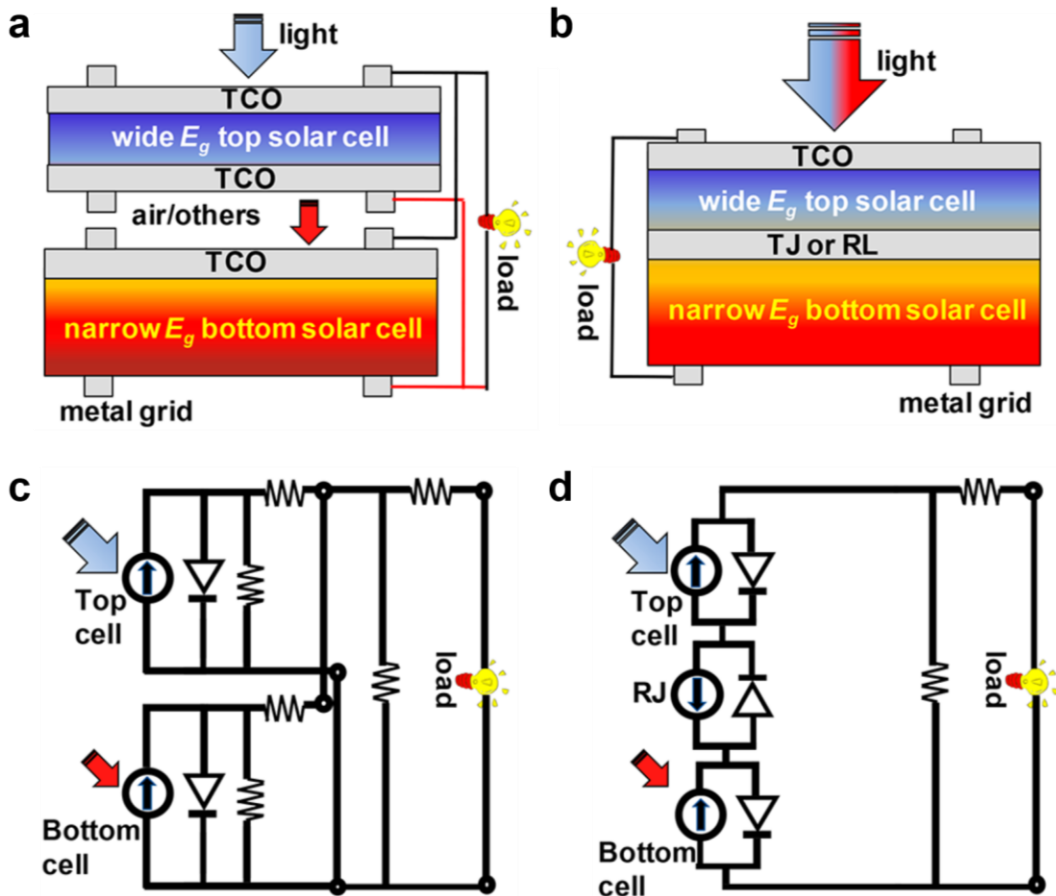 a
light
TCO
wide Eg top solar cell
TCO
air/others
TCO
narrow Eg bottom solar cell
metal grid
load
b
light
TCO
wide Eg top solar cell
TJ or RL
narrow Eg bottom solar cell
metal grid
load
c
Top
cell
Bottom
cell
load
d
Top
cell
RJ
Bottom
cell
load